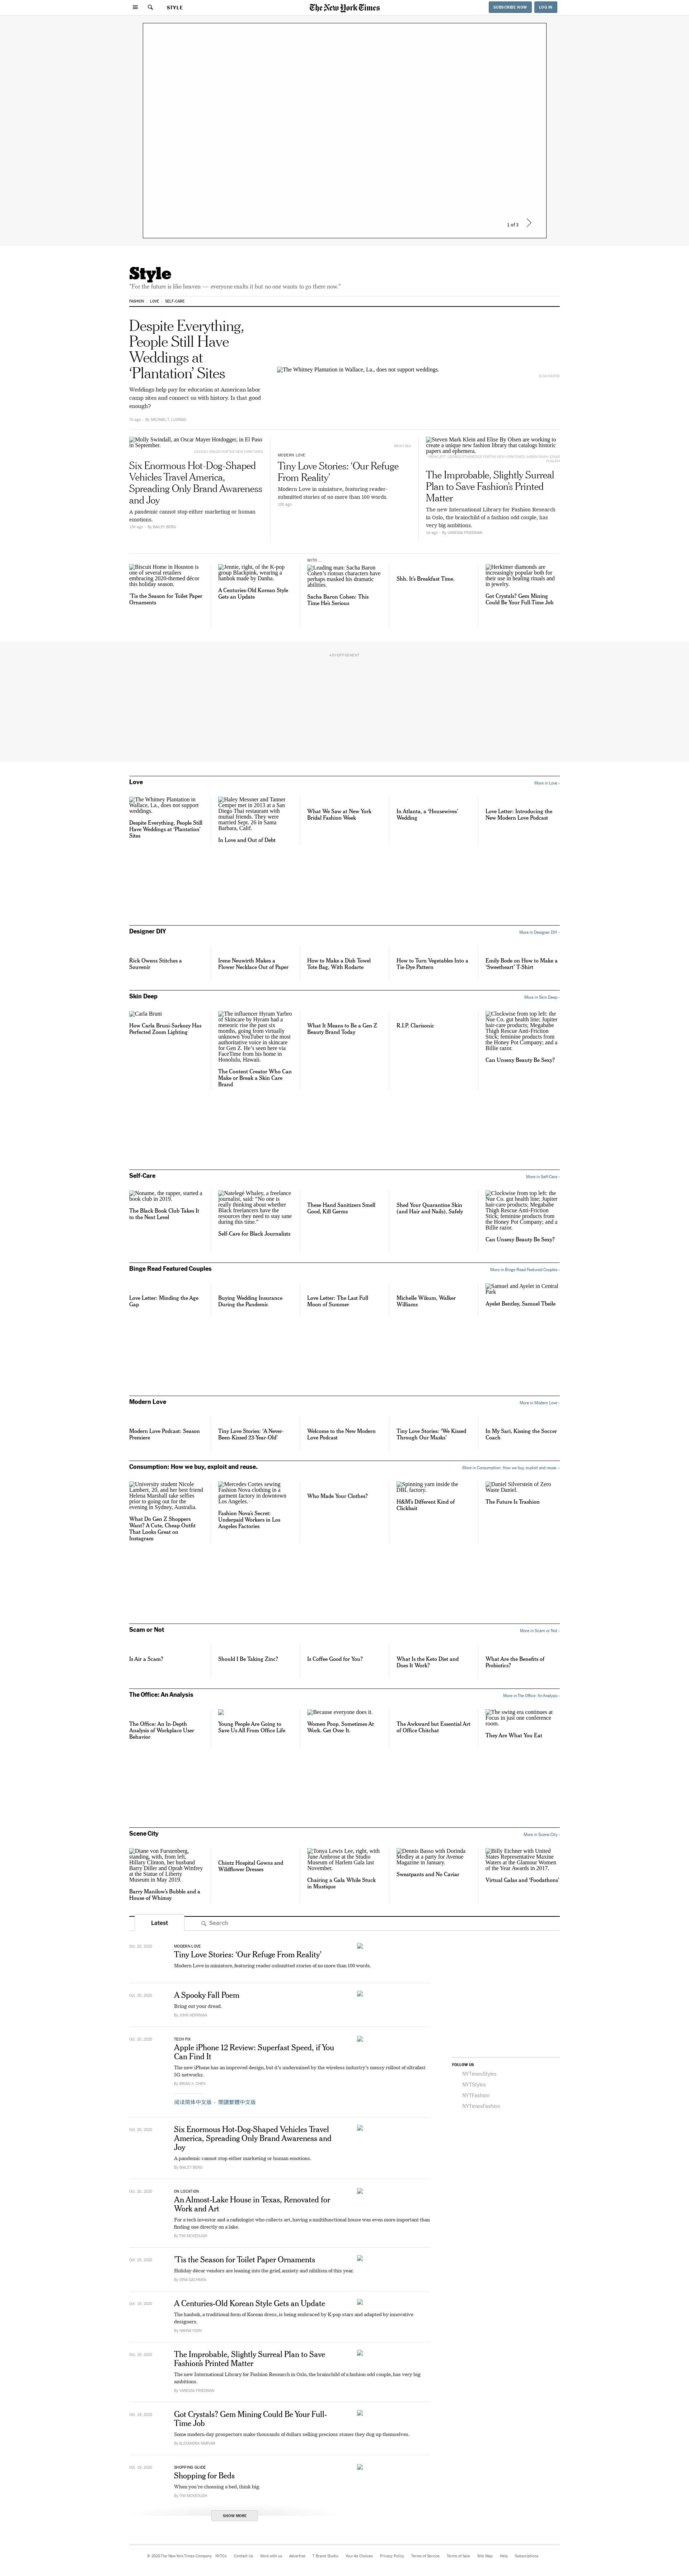 STYLE
The New York Times
SUBSCRIBE NOW
LOG IN
1 of 3
Style
"For the future is like heaven — everyone exalts it but no one wants to go there now."
FASHION
LOVE
SELF-CARE
Despite Everything,
People Still Have
Weddings at
‘Plantation’ Sites
Weddings help pay for education at American labor
camp sites and connect us with history. Is that good
enough?
The Whitney Plantation in Wallace, La., does not support weddings.
Molly Swindall, an Oscar Mayer Hotdogger, in El Paso
in September.
Six Enormous Hot-Dog-Shaped
Vehicles Travel America,
Spreading Only Brand Awareness
and Joy
A pandemic cannot stop either marketing or human
emotions.
By BAILEY BERG
MODERN LOVE
Tiny Love Stories: ‘Our Refuge
From Reality’
Modern Love in miniature, featuring reader-
submitted stories of no more than 100 words.
Steven Mark Klein and Elise By Olsen are working to
create a unique new fashion library that catalogs historic
papers and ephemera.
The Improbable, Slightly Surreal
Plan to Save Fashion’s Printed
Matter
The new International Library for Fashion Research
in Oslo, the brainchild of a fashion odd couple, has
very big ambitions.
By VANESSA FRIEDMAN
Biscuit Home in Houston is
one of several retailers
embracing 2020-themed décor
this holiday season.
’Tis the Season for Toilet Paper
Ornaments
Jennie, right, of the K-pop
group Blackpink, wearing a
hanbok made by Danha.
A Centuries-Old Korean Style
Gets an Update
WITH ...
Leading man: Sacha Baron
Cohen’s riotous characters have
perhaps masked his dramatic
abilities.
Sacha Baron Cohen: This
Time He’s Serious
Shh. It’s Breakfast Time.
Herkimer diamonds are
increasingly popular both for
their use in healing rituals and
in jewelry.
Got Crystals? Gem Mining
Could Be Your Full-Time Job
ADVERTISEMENT
Love
More in Love ›
The Whitney Plantation in
Wallace, La., does not support
weddings.
Despite Everything, People Still
Have Weddings at ‘Plantation’
Sites
Haley Messner and Tanner
Compet met in 2013 at a San
Diego Thai restaurant with
mutual friends. They were
married Sept. 26 in Santa
Barbara, Calif.
In Love and Out of Debt
What We Saw at New York
Bridal Fashion Week
In Atlanta, a ‘Housewives’
Wedding
Love Letter: Introducing the
New Modern Love Podcast
Designer DIY
More in Designer DIY ›
Rick Owens Stitches a
Souvenir
Irene Neuwirth Makes a
Flower Necklace Out of Paper
How to Make a Dish Towel
Tote Bag, With Rodarte
How to Turn Vegetables Into a
Tie-Dye Pattern
Emily Bode on How to Make a
‘Sweetheart’ T-Shirt
Skin Deep
More in Skin Deep ›
Carla Bruni
How Carla Bruni-Sarkozy Has
Perfected Zoom Lighting
The influencer Hyram Yarbro
of Skincare by Hyram had a
meteoric rise the past six
months, going from virtually
unknown YouTuber to the most
authoritative voice in skincare
for Gen Z. He’s seen here via
FaceTime from his home in
Honolulu, Hawaii.
The Content Creator Who Can
Make or Break a Skin Care
Brand
What It Means to Be a Gen Z
Beauty Brand Today
R.I.P. Clarisonic
Clockwise from top left: the
Nue Co. gut health line; Jupiter
hair-care products; Megababe
Thigh Rescue Anti-Friction
Stick; feminine products from
the Honey Pot Company; and a
Billie razor.
Can Unsexy Beauty Be Sexy?
Self-Care
More in Self-Care ›
Noname, the rapper, started a
book club in 2019.
The Black Book Club Takes It
to the Next Level
Natelegé Whaley, a freelance
journalist, said: “No one is
really thinking about whether
Black freelancers have the
resources they need to stay sane
during this time.”
Self-Care for Black Journalists
These Hand Sanitizers Smell
Good, Kill Germs
Shed Your Quarantine Skin
(and Hair and Nails), Safely
Clockwise from top left: the
Nue Co. gut health line; Jupiter
hair-care products; Megababe
Thigh Rescue Anti-Friction
Stick; feminine products from
the Honey Pot Company; and a
Billie razor.
Can Unsexy Beauty Be Sexy?
Binge Read Featured Couples
More in Binge Read Featured Couples ›
Love Letter: Minding the Age
Gap
Buying Wedding Insurance
During the Pandemic
Love Letter: The Last Full
Moon of Summer
Michelle Wikum, Walker
Williams
Samuel and Ayelet in Central
Park
Ayelet Bentley, Samuel Tbeile
Modern Love
More in Modern Love ›
Modern Love Podcast: Season
Premiere
Tiny Love Stories: ‘A Never-
Been-Kissed 23-Year-Old’
Welcome to the New Modern
Love Podcast
Tiny Love Stories: ‘We Kissed
Through Our Masks’
In My Sari, Kissing the Soccer
Coach
Consumption: How we buy, exploit and reuse.
More in Consumption: How we buy, exploit and reuse. ›
University student Nicole
Lambert, 20, and her best friend
Helena Marshall take selfies
prior to going out for the
evening in Sydney, Australia.
What Do Gen Z Shoppers
Want? A Cute, Cheap Outfit
That Looks Great on
Instagram
Mercedes Cortes sewing
Fashion Nova clothing in a
garment factory in downtown
Los Angeles.
Fashion Nova’s Secret:
Underpaid Workers in Los
Angeles Factories
Who Made Your Clothes?
Spinning yarn inside the
DBL factory.
H&M’s Different Kind of
Clickbait
Daniel Silverstein of Zero
Waste Daniel.
The Future Is Trashion
Scam or Not
More in Scam or Not ›
Is Air a Scam?
Should I Be Taking Zinc?
Is Coffee Good for You?
What Is the Keto Diet and
Does It Work?
What Are the Benefits of
Probiotics?
The Office: An Analysis
More in The Office: An Analysis ›
The Office: An In-Depth
Analysis of Workplace User
Behavior
Young People Are Going to
Save Us All From Office Life
Because everyone does it.
Women Poop. Sometimes At
Work. Get Over It.
The Awkward but Essential Art
of Office Chitchat
The swing era continues at
Focus in just one conference
room.
They Are What You Eat
Scene City
More in Scene City ›
Diane von Furstenberg,
standing, with, from left,
Hillary Clinton, her husband
Barry Diller and Oprah Winfrey
at the Statue of Liberty
Museum in May 2019.
Barry Manilow’s Bubble and a
House of Whimsy
Chintz Hospital Gowns and
Wildflower Dresses
Tonya Lewis Lee, right, with
June Ambrose at the Studio
Museum of Harlem Gala last
November.
Chairing a Gala While Stuck
in Mustique
Dennis Basso with Dorinda
Medley at a party for Avenue
Magazine in January.
Sweatpants and No Caviar
Billy Eichner with United
States Representative Maxine
Waters at the Glamour Women
of the Year Awards in 2017.
Virtual Galas and ‘Foodathons’
Latest
Search
Oct. 20, 2020
MODERN LOVE
Tiny Love Stories: ‘Our Refuge From Reality’
Modern Love in miniature, featuring reader-submitted stories of no more than 100 words.
Oct. 20, 2020
A Spooky Fall Poem
Bring out your dread.
By JOHN HERRMAN
Oct. 20, 2020
TECH FIX
Apple iPhone 12 Review: Superfast Speed, if You
Can Find It
The new iPhone has an improved design, but it’s undermined by the wireless industry’s messy rollout of ultrafast
5G networks.
By BRIAN X. CHEN
阅读简体中文版 · 閱讀繁體中文版
Oct. 20, 2020
Six Enormous Hot-Dog-Shaped Vehicles Travel
America, Spreading Only Brand Awareness and
Joy
A pandemic cannot stop either marketing or human emotions.
By BAILEY BERG
Oct. 20, 2020
ON LOCATION
An Almost-Lake House in Texas, Renovated for
Work and Art
For a tech investor and a radiologist who collects art, having a multifunctional house was even more important than
finding one directly on a lake.
By TIM MCKEOUGH
Oct. 20, 2020
’Tis the Season for Toilet Paper Ornaments
Holiday décor vendors are leaning into the grief, anxiety and nihilism of this year.
By DINA GACHMAN
Oct. 19, 2020
A Centuries-Old Korean Style Gets an Update
The hanbok, a traditional form of Korean dress, is being embraced by K-pop stars and adapted by innovative
designers.
Oct. 19, 2020
The Improbable, Slightly Surreal Plan to Save
Fashion’s Printed Matter
The new International Library for Fashion Research in Oslo, the brainchild of a fashion odd couple, has very big
ambitions.
By VANESSA FRIEDMAN
Oct. 19, 2020
Got Crystals? Gem Mining Could Be Your Full-
Time Job
Some modern-day prospectors make thousands of dollars selling precious stones they dug up themselves.
By ALEXANDRA MARVAR
Oct. 19, 2020
SHOPPING GUIDE
Shopping for Beds
When you’re choosing a bed, think big.
By TIM MCKEOUGH
SHOW MORE
FOLLOW US
NYTimesStyles
NYTStyles
NYTFashion
NYTimesFashion
© 2020 The New York Times Company
NYTCo
Contact Us
Work with us
Advertise
T Brand Studio
Your Ad Choices
Privacy Policy
Terms of Service
Terms of Sale
Site Map
Help
Subscriptions